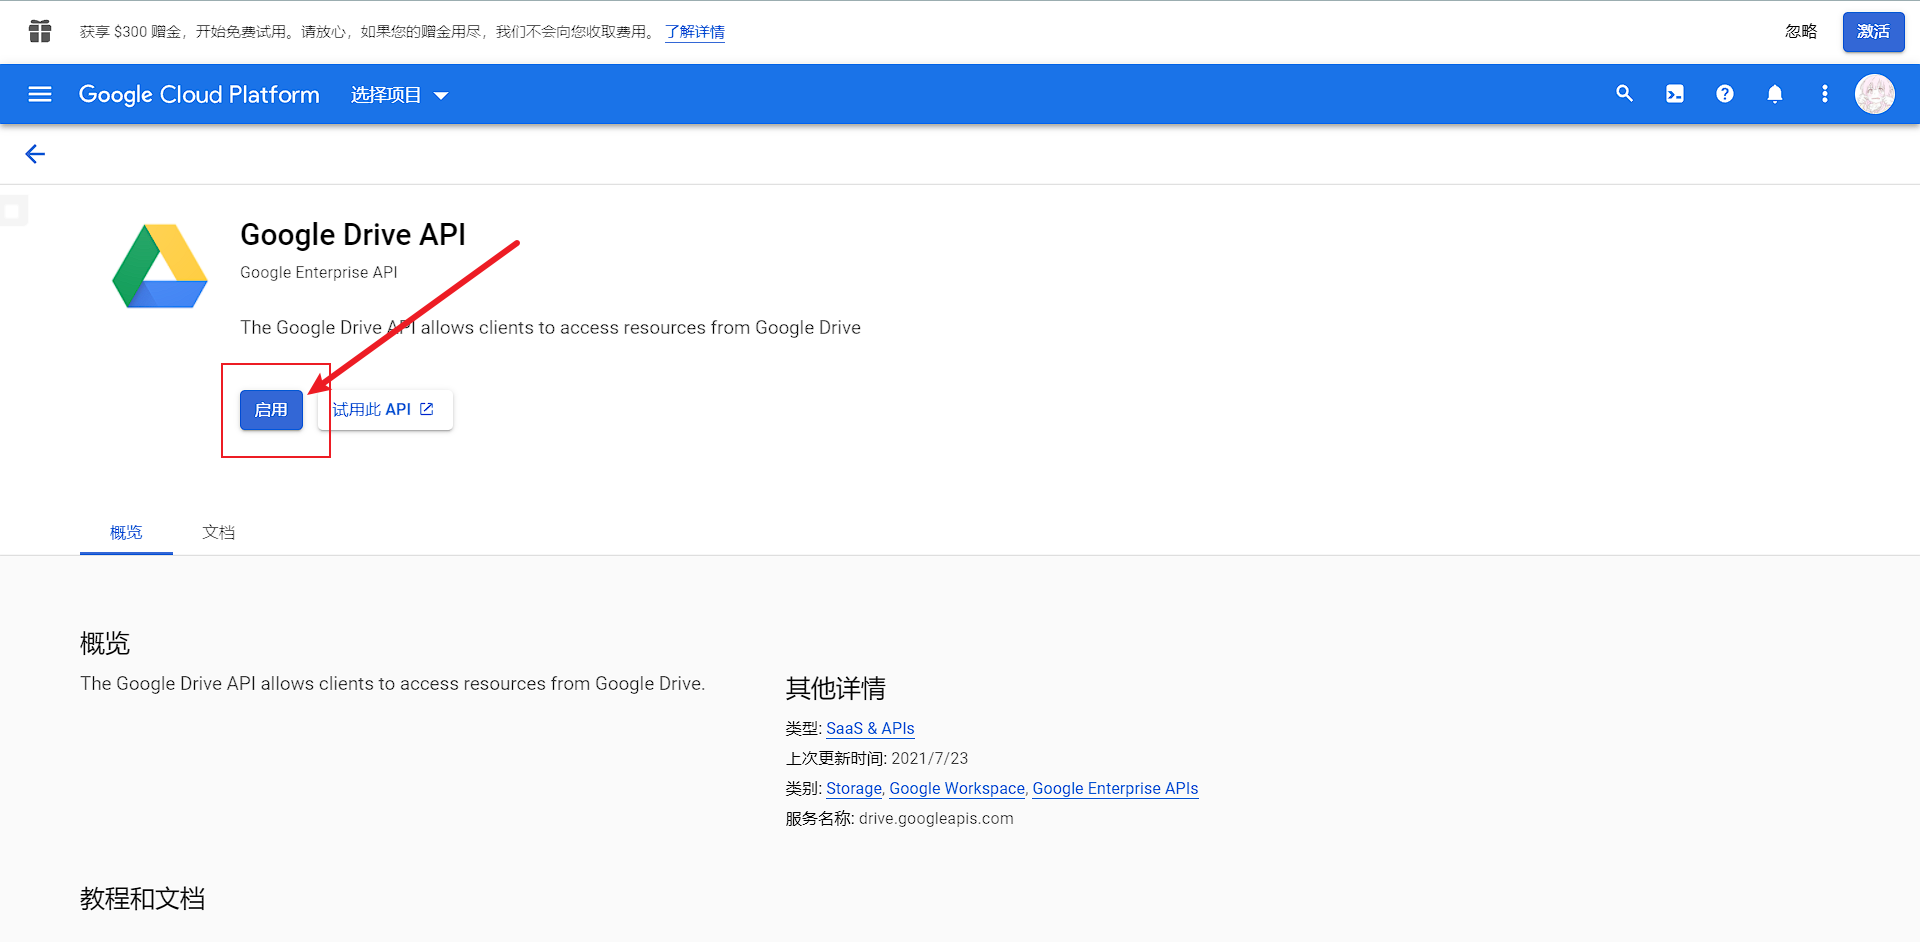 获享 $300 赠金，开始免费试用。请放心，如果您的赠金用尽，我们不会向您收取费用。 了解详情
忽略
激活
Google Cloud Platform
选择项目
Google Drive API
Google Enterprise API
The Google Drive API allows clients to access resources from Google Drive
启用
试用此 API
概览
文档
概览
The Google Drive API allows clients to access resources from Google Drive.
其他详情
类型: SaaS & APIs
上次更新时间: 2021/7/23
类别: Storage, Google Workspace, Google Enterprise APIs
服务名称: drive.googleapis.com
教程和文档